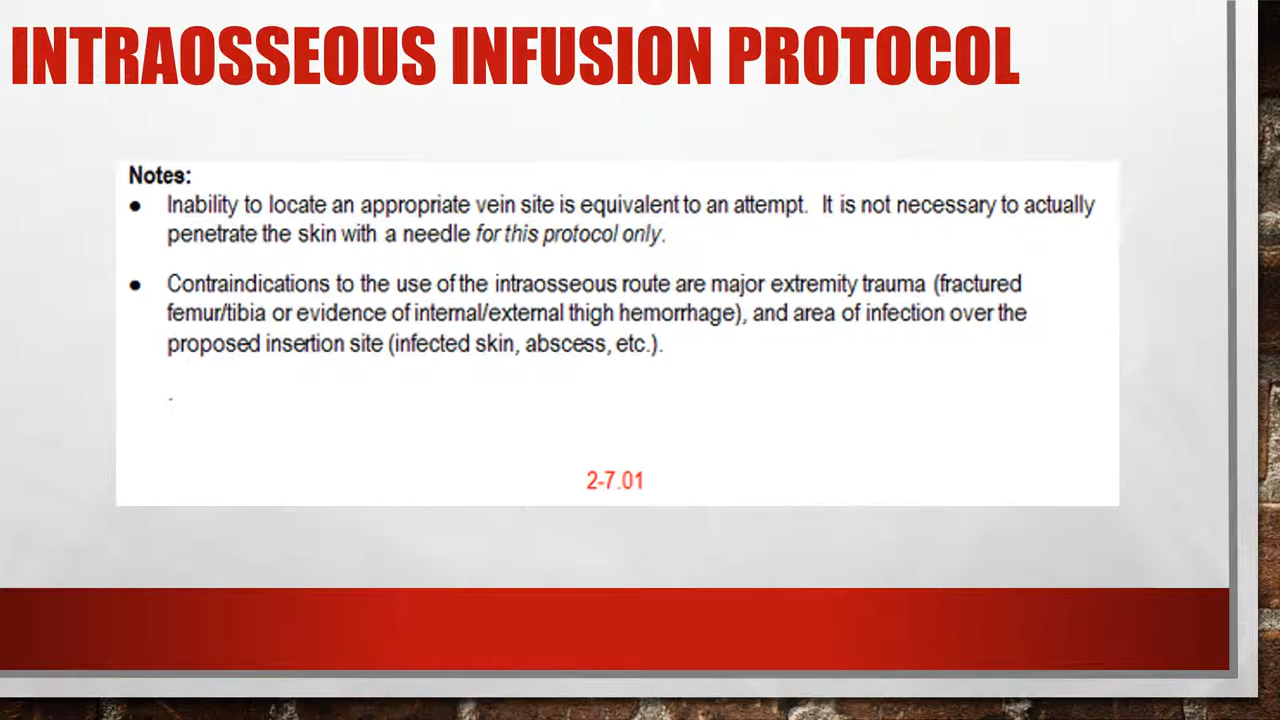 INTRAOSSEOUS INFUSION PROTOCOL
Notes:
● Inability to locate an appropriate vein site is equivalent to an attempt. It is not necessary to actually
penetrate the skin with a needle for this protocol only.
● Contraindications to the use of the intraosseous route are major extremity trauma (fractured
femur/tibia or evidence of internal/external thigh hemorrhage), and area of infection over the
proposed insertion site (infected skin, abscess, etc.).
.
2-7.01